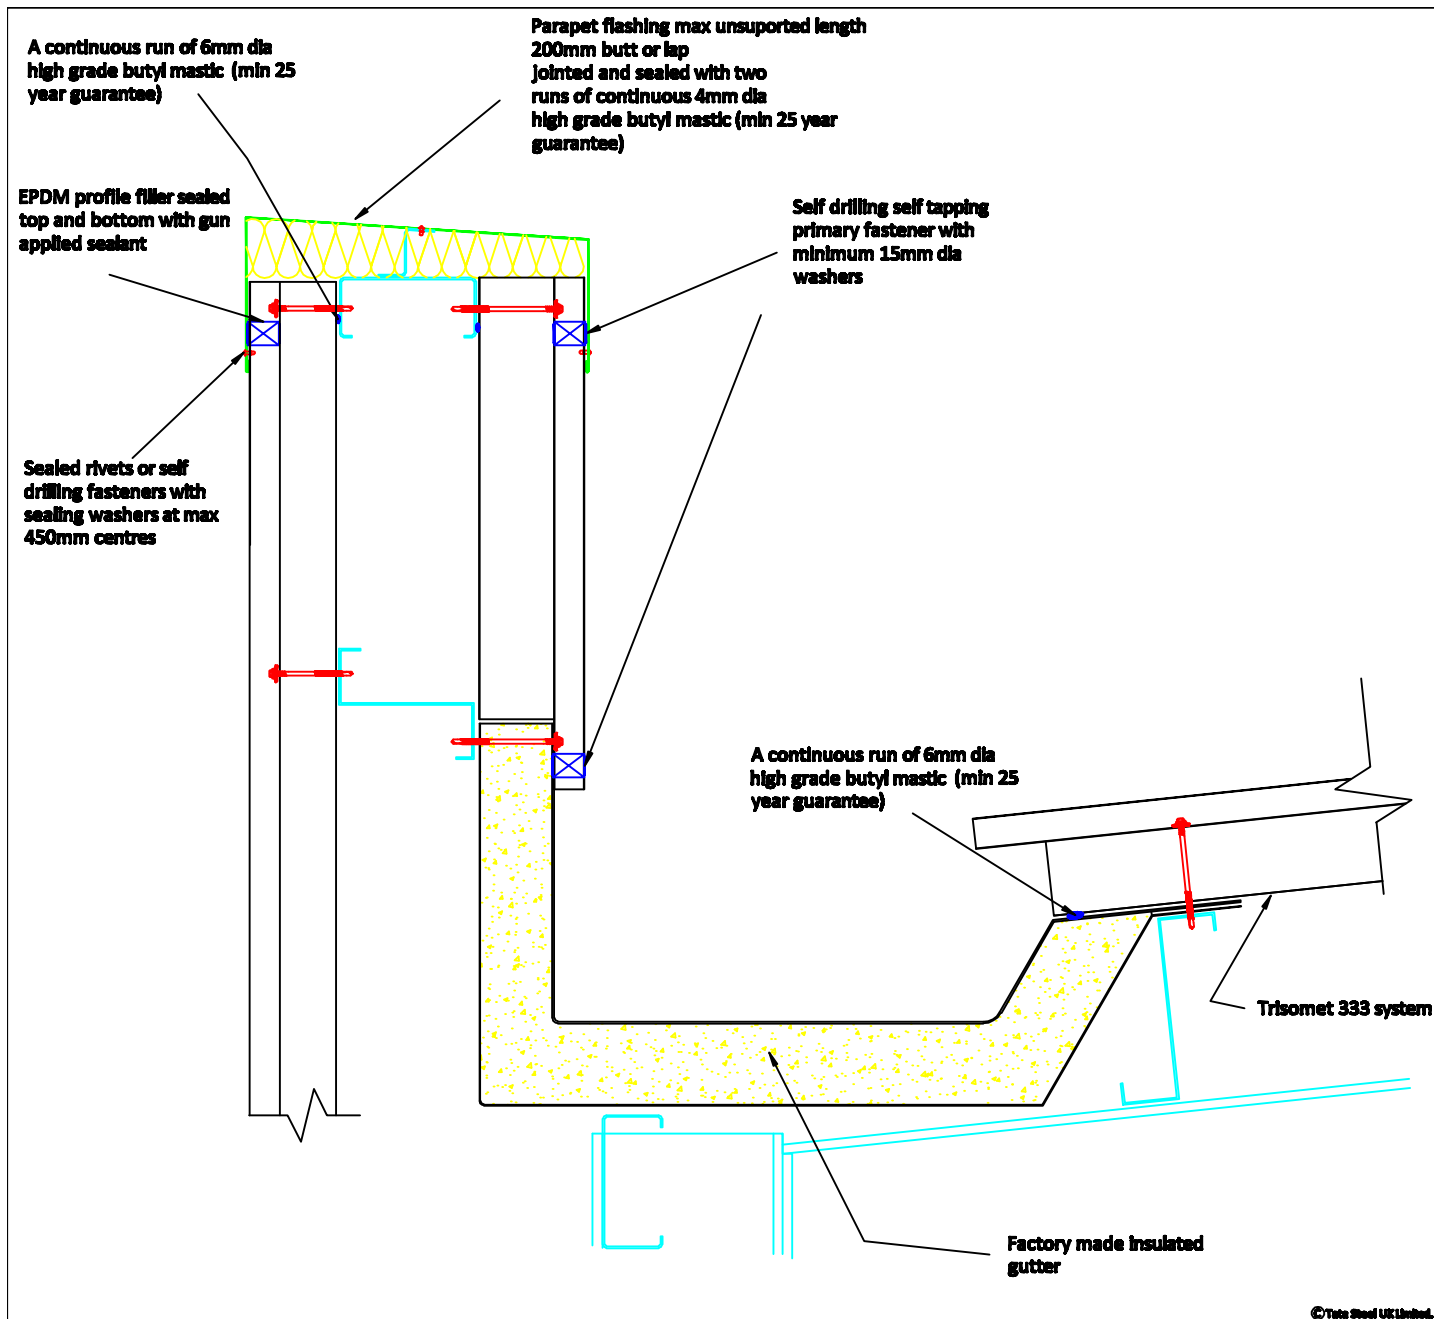 A continuous run of 6mm dia
high grade butyl mastic (min 25
year guarantee)
Parapet flashing max unsuported length
200mm butt or lap
jointed and sealed with two
runs of continuous 4mm dia
high grade butyl mastic (min 25 year
guarantee)
EPDM profile filler sealed
top and bottom with gun
applied sealant
Self drilling self tapping
primary fastener with
minimum 15mm dia
washers
Sealed rivets or self
drilling fasteners with
sealing washers at max
450mm centres
A continuous run of 6mm dia
high grade butyl mastic (min 25
year guarantee)
Trisomet 333 system
Factory made insulated
gutter
©Tata Steel UK Limited.